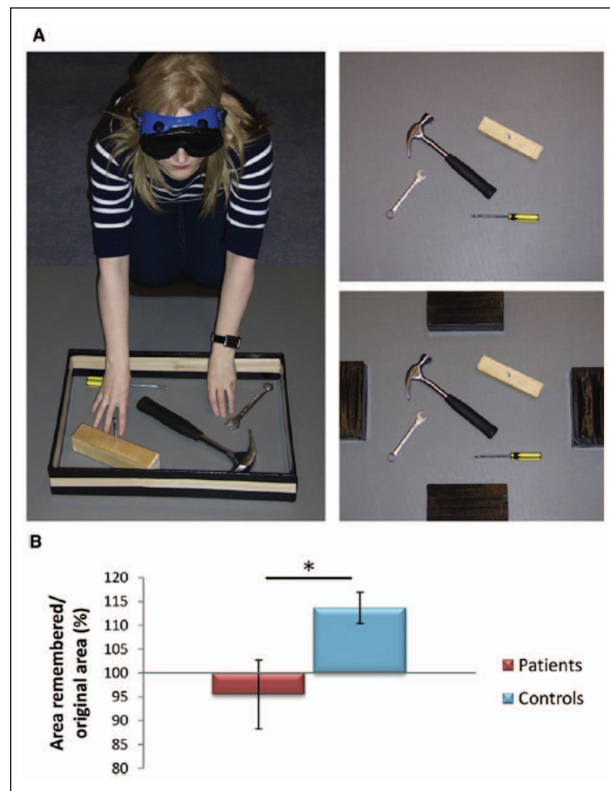 A
B
Area remembered/
original area (%)
120
115
110
105
100
95
90
85
80
*
Patients
Controls